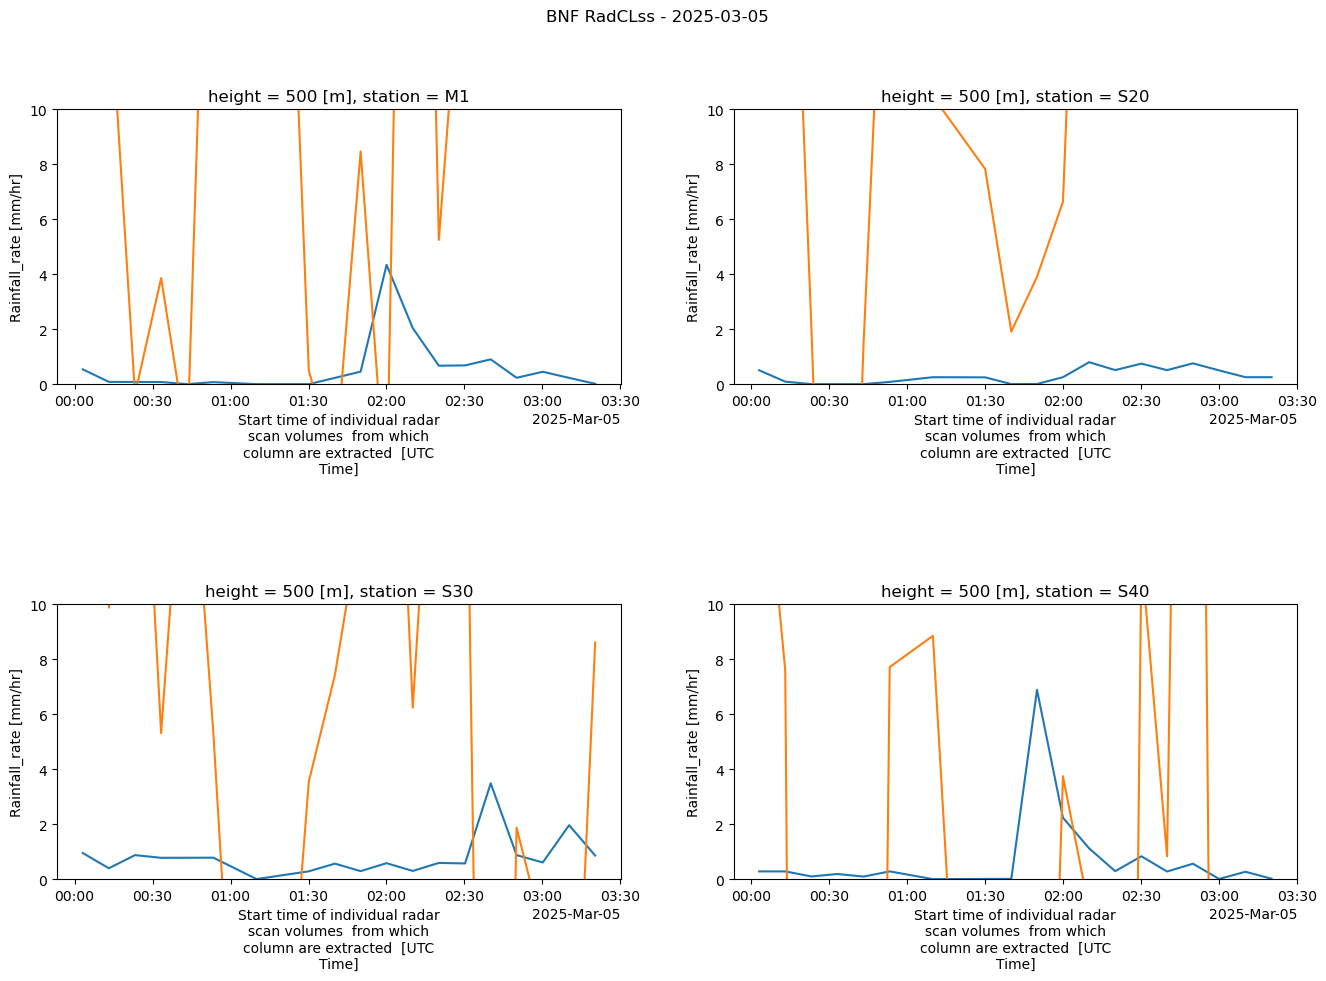 BNF RadCLss - 2025-03-05
height = 500 [m], station = M1
Rainfall_rate [mm/hr]
10
8
6
4
2
0
00:00 00:30 01:00 01:30 02:00 02:30 03:00 03:30
2025-Mar-05
Start time of individual radar
scan volumes  from which
column are extracted  [UTC
Time]
height = 500 [m], station = S20
Rainfall_rate [mm/hr]
10
8
6
4
2
0
00:00 00:30 01:00 01:30 02:00 02:30 03:00 03:30
2025-Mar-05
Start time of individual radar
scan volumes  from which
column are extracted  [UTC
Time]
height = 500 [m], station = S30
Rainfall_rate [mm/hr]
10
8
6
4
2
0
00:00 00:30 01:00 01:30 02:00 02:30 03:00 03:30
2025-Mar-05
Start time of individual radar
scan volumes  from which
column are extracted  [UTC
Time]
height = 500 [m], station = S40
Rainfall_rate [mm/hr]
10
8
6
4
2
0
00:00 00:30 01:00 01:30 02:00 02:30 03:00 03:30
2025-Mar-05
Start time of individual radar
scan volumes  from which
column are extracted  [UTC
Time]